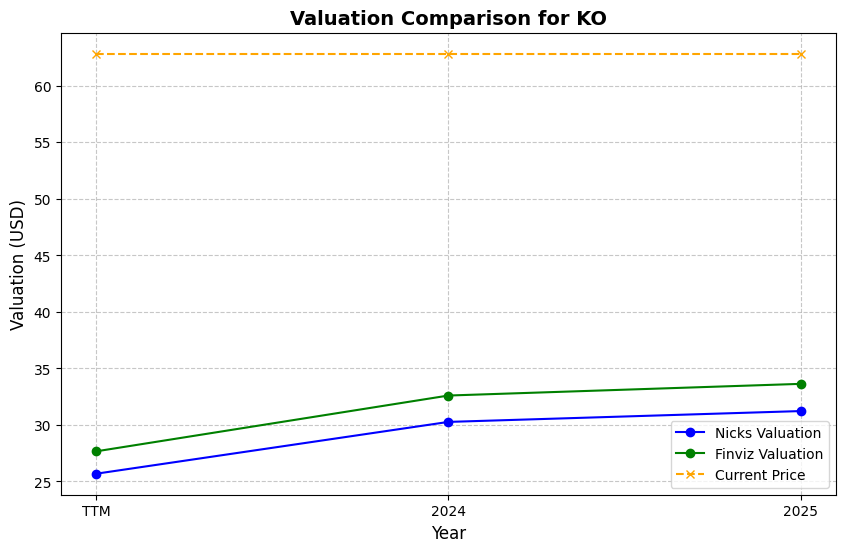 Valuation Comparison for KO
Valuation (USD)
60
55
50
45
40
35
30
25
TTM
2024
2025
Year
Nicks Valuation
Finviz Valuation
Current Price